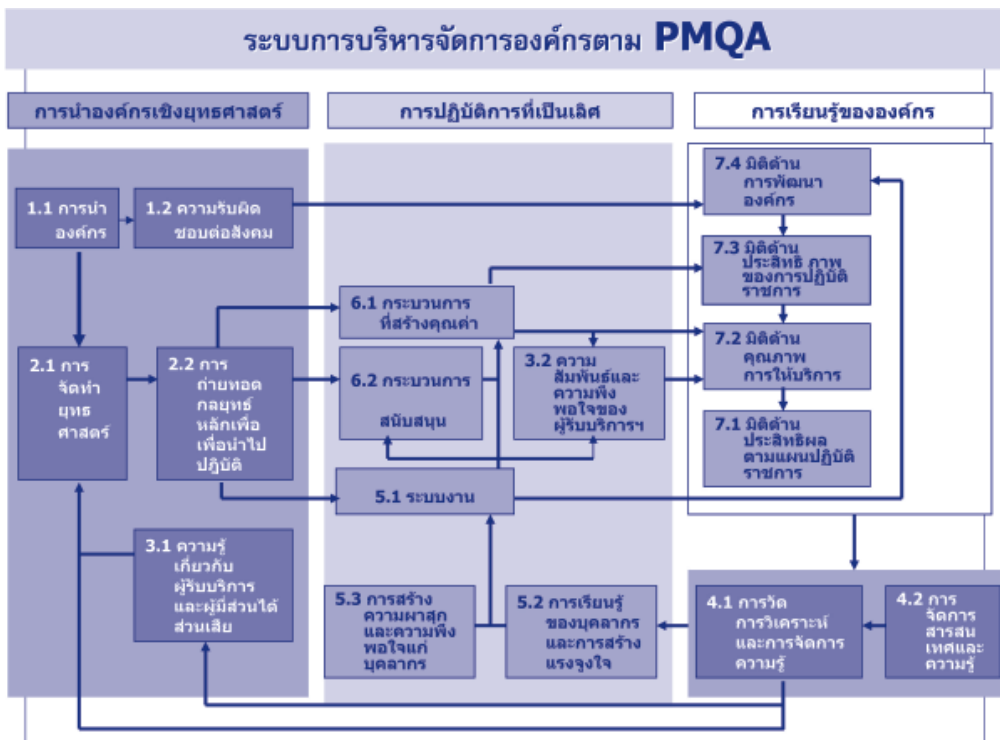 ระบบการบริหารจัดการองค์กรตาม PMQA
การนำองค์กรเชิงยุทธศาสตร์
การปฏิบัติการที่เป็นเลิศ
การเรียนรู้ขององค์กร
1.1 การนำ
องค์กร
1.2 ความรับผิด
ชอบต่อสังคม
2.1 การ
จัดทำ
ยุทธ
ศาสตร์
2.2 การ
ถ่ายทอด
กลยุทธ์
หลักเพื่อ
เพื่อนำไป
ปฎิบัติ
3.1 ความรู้
เกี่ยวกับ
ผู้รับบริการ
และผู้มีส่วนได้
ส่วนเสีย
6.1 กระบวนการ
ที่สร้างคุณค่า
6.2 กระบวนการ
สนับสนุน
3.2 ความ
สัมพันธ์และ
ความพึง
พอใจของ
ผู้รับบริการฯ
5.1 ระบบงาน
5.3 การสร้าง
ความผาสุก
และความพึง
พอใจแก่
บุคลากร
5.2 การเรียนรู้
ของบุคลากร
และการสร้าง
แรงจูงใจ
7.4 มิติด้าน
การพัฒนา
องค์กร
7.3 มิติด้าน
ประสิทธิ ภาพ
ของการปฏิบัติ
ราชการ
7.2 มิติด้าน
คุณภาพ
การให้บริการ
7.1 มิติด้าน
ประสิทธิผล
ตามแผนปฏิบัติ
ราชการ
4.1 การวัด
การวิเคราะห์
และการจัดการ
ความรู้
4.2 การ
จัดการ
สารสน
เทศและ
ความรู้